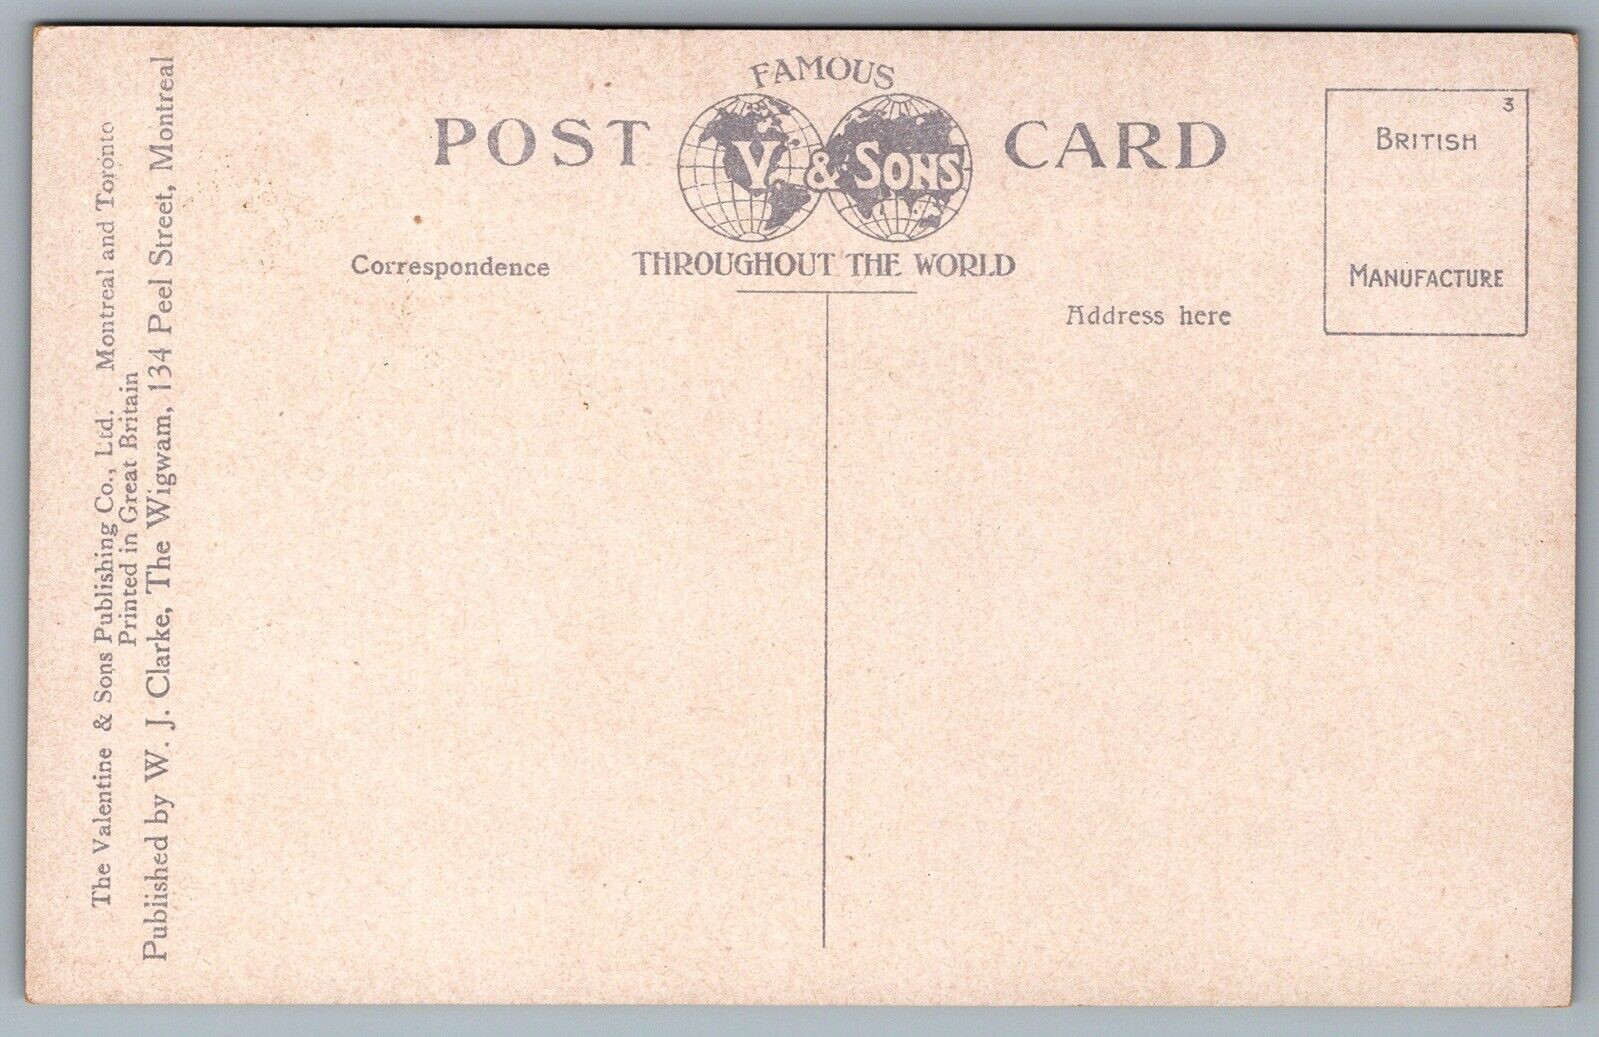 FAMOUS
POST V & SONS CARD
THROUGHOUT THE WORLD
Correspondence
Address here
3
BRITISH
MANUFACTURE
The Valentine & Sons Publishing Co., Ltd. Montreal and Toronto
Printed in Great Britain
Published by W. J. Clarke, The Wigwam, 134 Peel Street, Montreal